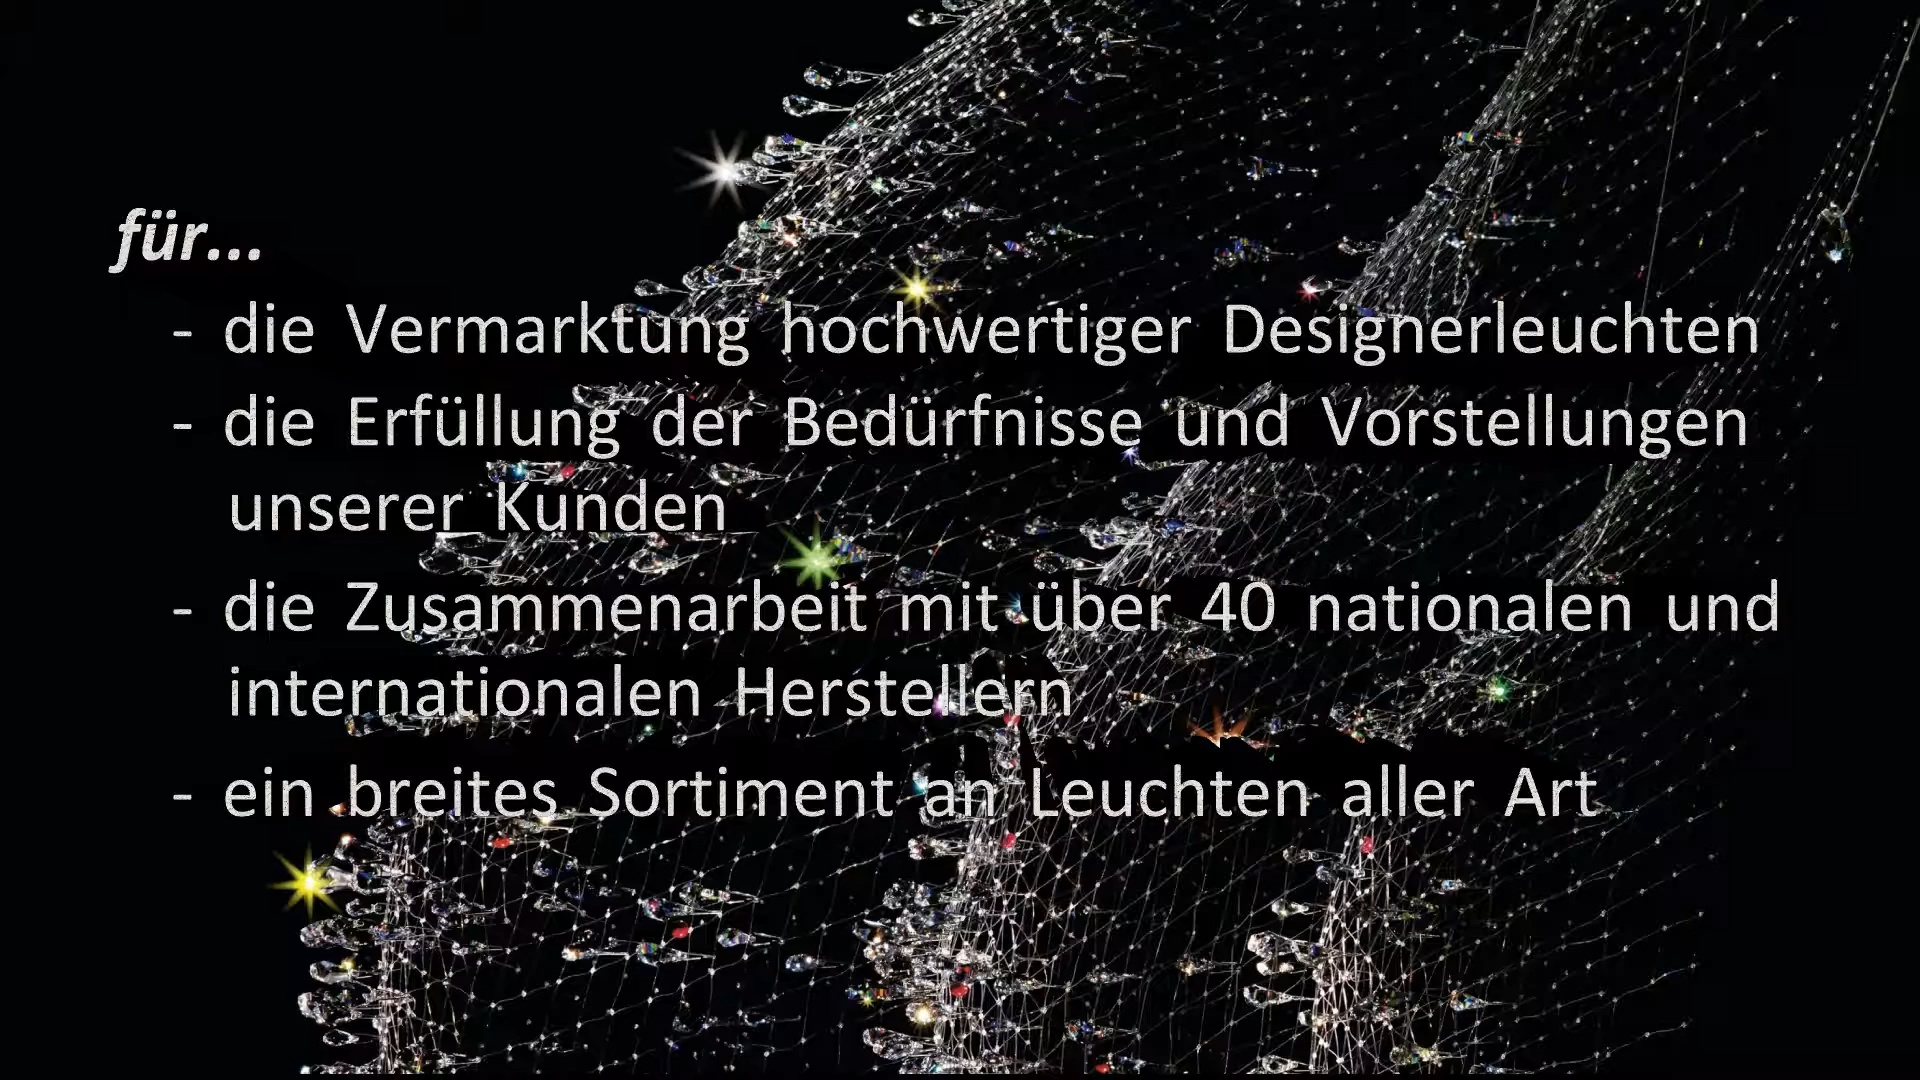 für...
- die Vermarktung hochwertiger Designerleuchten
- die Erfüllung der Bedürfnisse und Vorstellungen
unserer Kunden
- die Zusammenarbeit mit über 40 nationalen und
internationalen Herstellern
- ein breites Sortiment an Leuchten aller Art